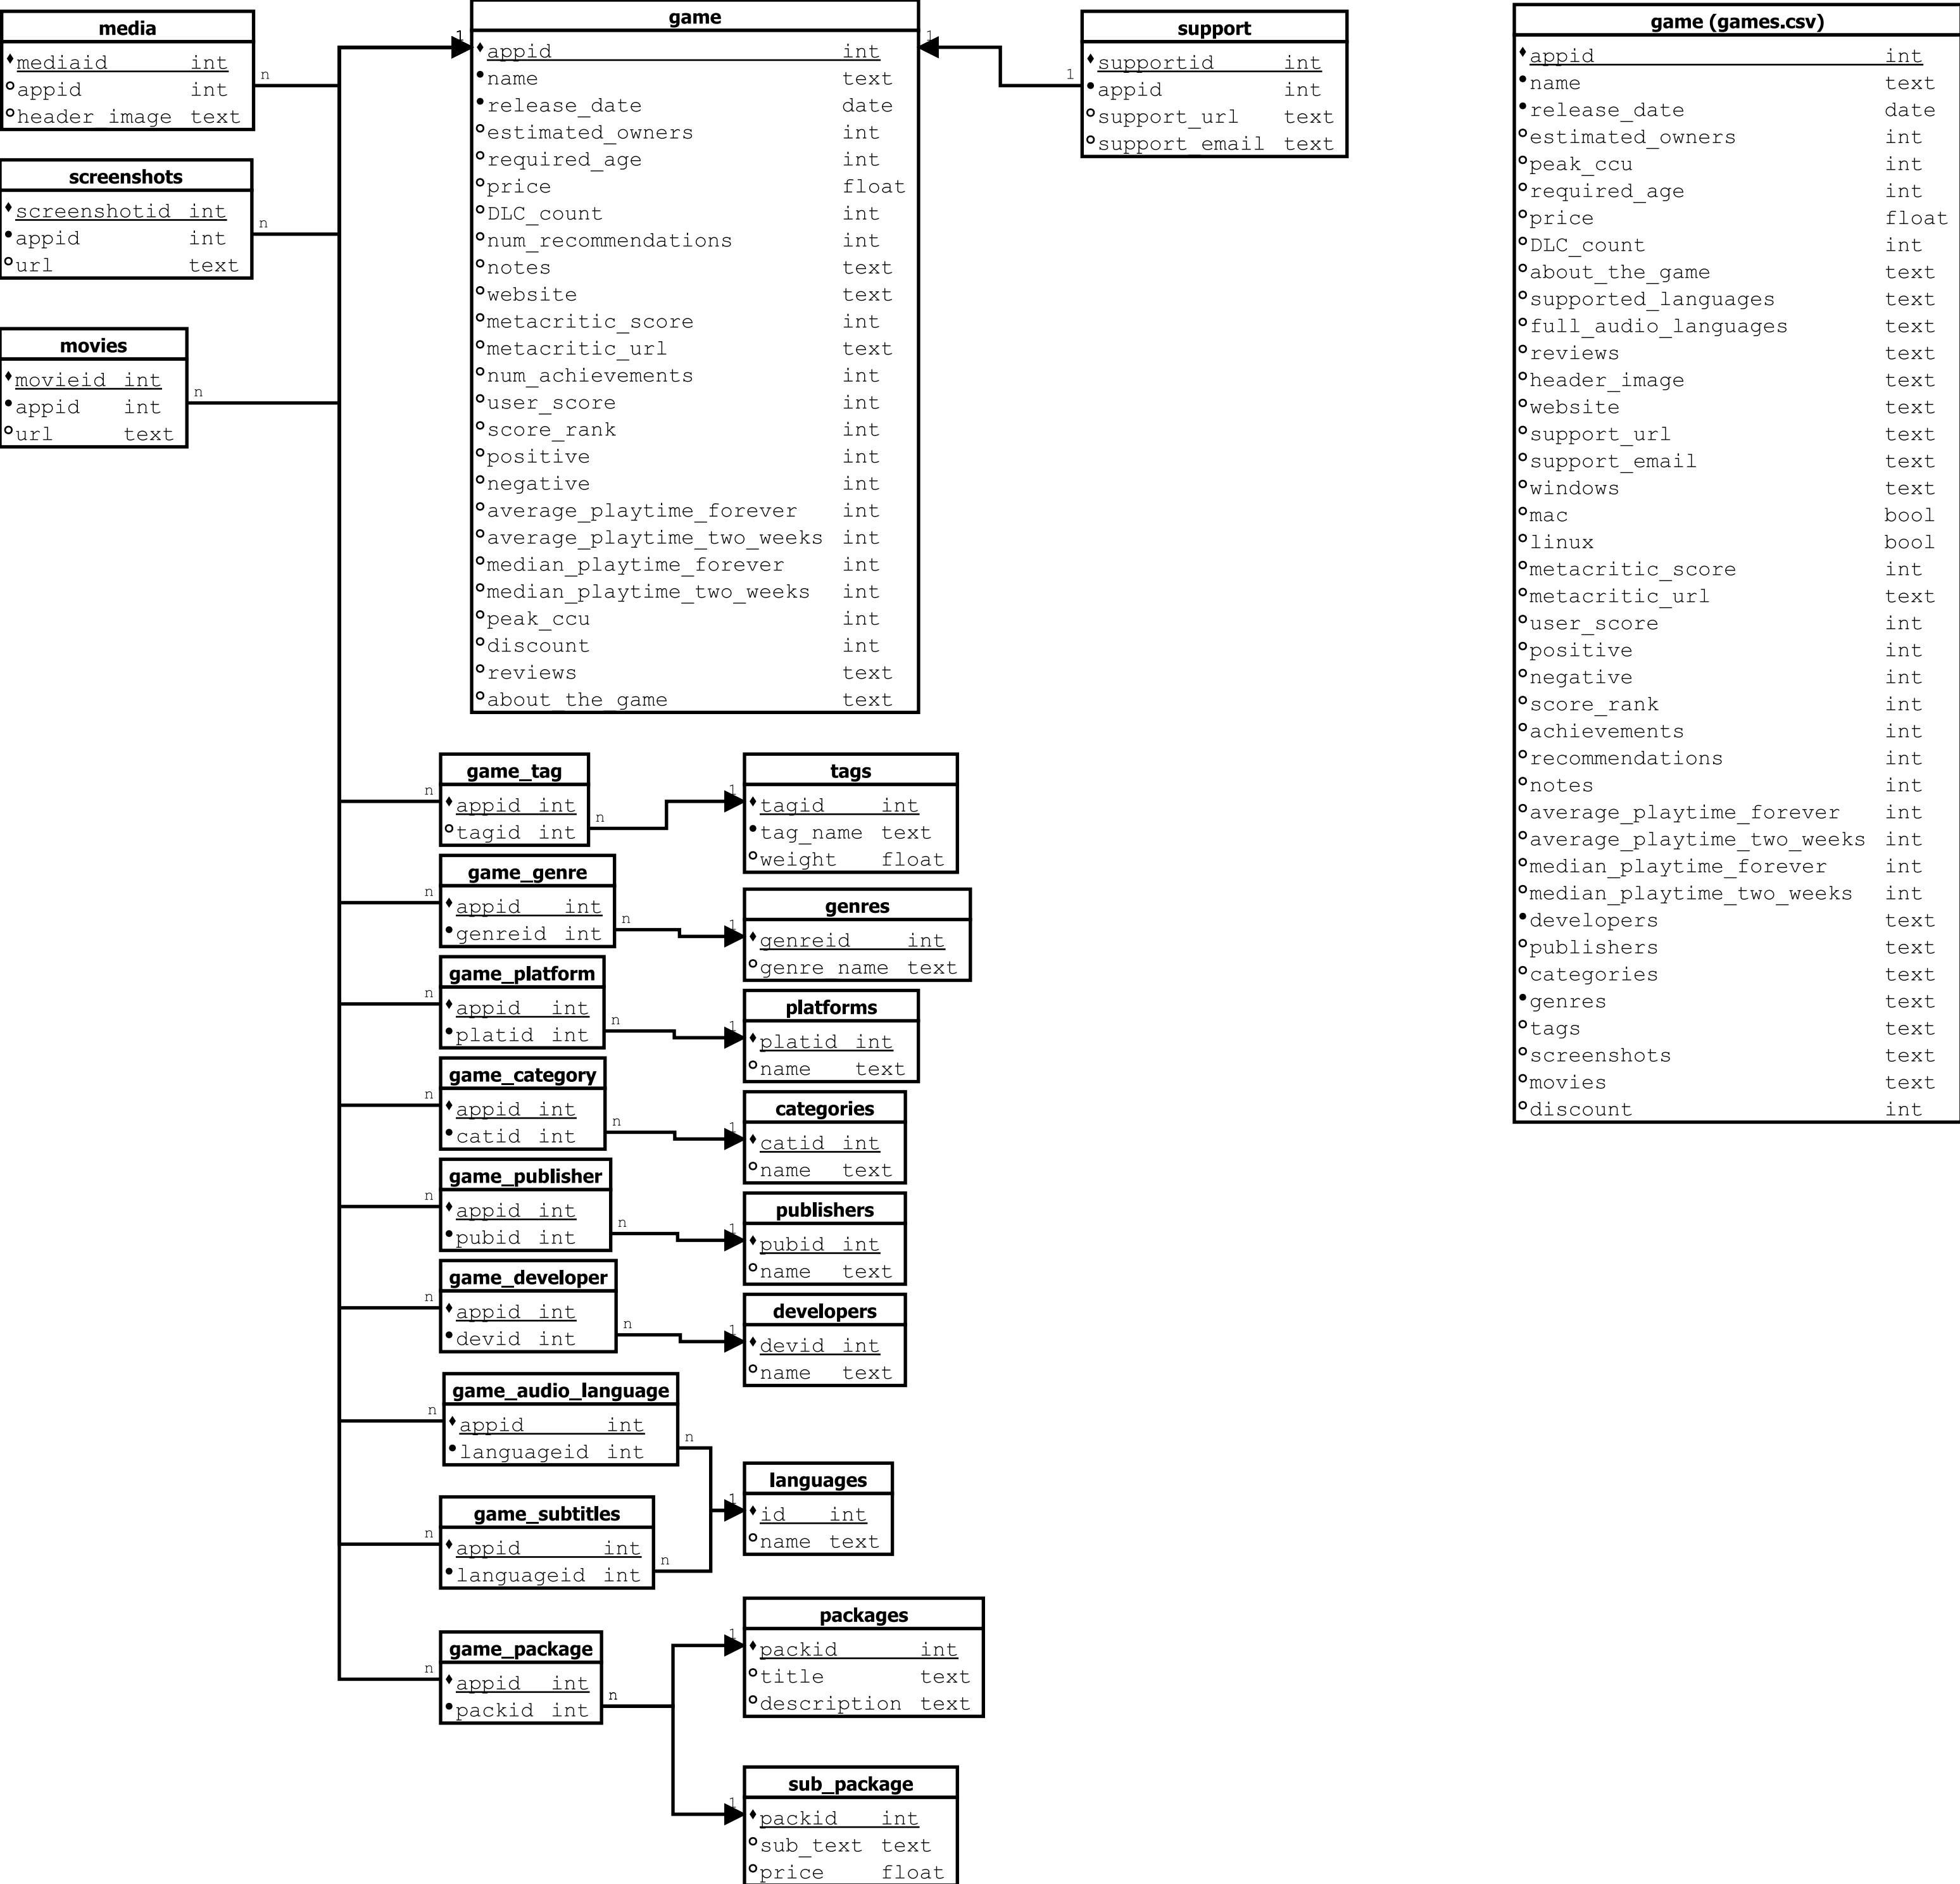 media
mediaid int
appid int
header_image text
n
screenshots
screenshotid int
appid int
url text
n
movies
movieid int
appid int
url text
n
game
1
appid int
name text
release_date date
estimated_owners int
required_age int
price float
DLC_count int
num_recommendations int
notes text
website text
metacritic_score int
metacritic_url text
num_achievements int
user_score int
score_rank int
positive int
negative int
average_playtime_forever int
average_playtime_two_weeks int
median_playtime_forever int
median_playtime_two_weeks int
peak_ccu int
discount int
reviews text
about_the_game text
1
1
support
supportid int
appid int
support_url text
support_email text
game (games.csv)
appid int
name text
release_date date
estimated_owners int
peak_ccu int
required_age int
price float
DLC_count int
about_the_game text
supported_languages text
full_audio_languages text
reviews text
header_image text
website text
support_url text
support_email text
windows text
mac bool
linux bool
metacritic_score int
metacritic_url text
user_score int
positive int
negative int
score_rank int
achievements int
recommendations int
notes int
average_playtime_forever int
average_playtime_two_weeks int
median_playtime_forever int
median_playtime_two_weeks int
developers text
publishers text
categories text
genres text
tags text
screenshots text
movies text
discount int
game_tag
n
appid int
tagid int
n
1
tags
tagid int
tag_name text
weight float
game_genre
n
appid int
genreid int
n
1
genres
genreid int
genre_name text
game_platform
n
appid int
platid int
n
1
platforms
platid int
name text
game_category
n
appid int
catid int
n
1
categories
catid int
name text
game_publisher
n
appid int
pubid int
n
1
publishers
pubid int
name text
game_developer
n
appid int
devid int
n
1
developers
devid int
name text
game_audio_language
n
appid int
languageid int
n
game_subtitles
n
appid int
languageid int
n
1
languages
id int
name text
game_package
n
appid int
packid int
n
1
packages
packid int
title text
description text
1
sub_package
packid int
sub_text text
price float